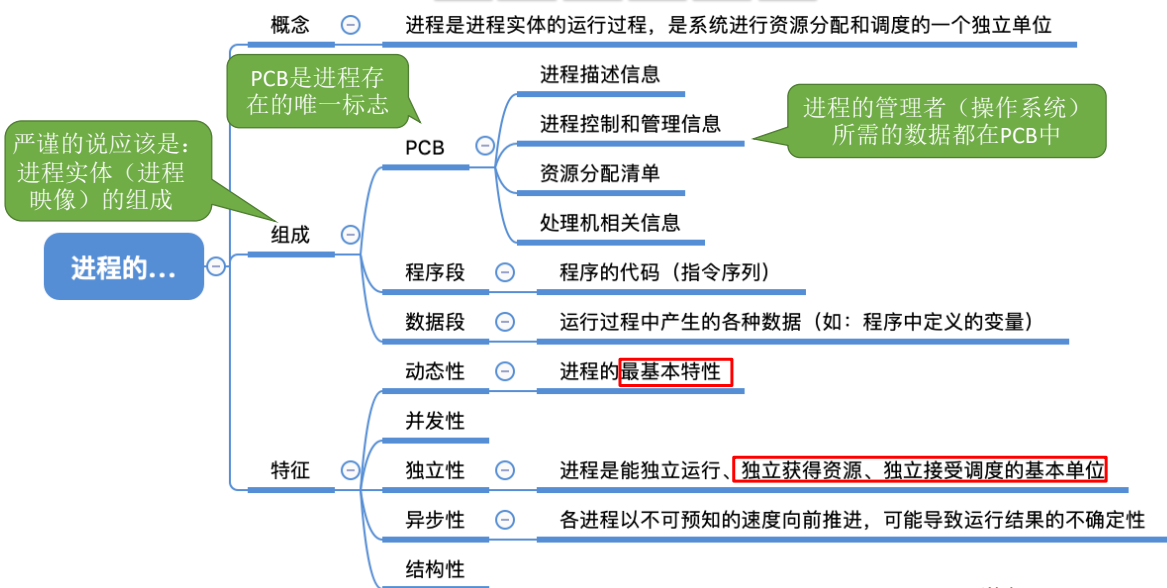 概念
进程是进程实体的运行过程，是系统进行资源分配和调度的一个独立单位
PCB是进程存
在的唯一标志
进程描述信息
进程的管理者（操作系统）
所需的数据都在PCB中
进程控制和管理信息
严谨的说应该是：
进程实体（进程
映像）的组成
PCB
资源分配清单
处理机相关信息
组成
进程的...
程序段
程序的代码（指令序列）
数据段
运行过程中产生的各种数据（如：程序中定义的变量）
动态性
进程的最基本特性
并发性
特征
独立性
进程是能独立运行、独立获得资源、独立接受调度的基本单位
异步性
各进程以不可预知的速度向前推进，可能导致运行结果的不确定性
结构性